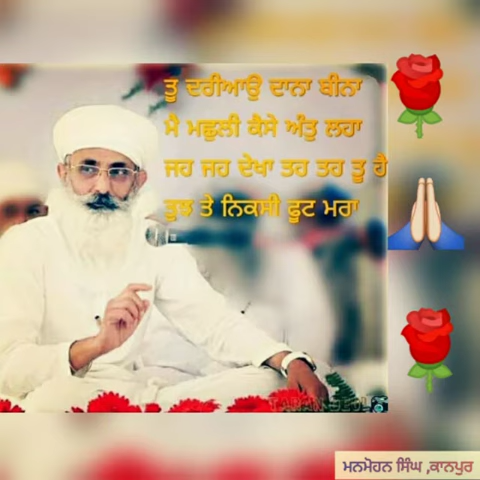 ਤੂ ਦਰੀਆਉ ਦਾਨਾ ਬੀਨਾ
ਮੈ ਮਛੁਲੀ ਕੈਸੇ ਅੰਤੁ ਲਹਾ
ਜਹ ਜਹ ਦੇਖਾ ਤਹ ਤਹ ਤੂ ਹੈ
ਤੁਝ ਤੇ ਨਿਕਸੀ ਫੂਟ ਮਰਾ
ਮਨਮੋਹਨ ਸਿੰਘ ,ਕਾਨਪੁਰ